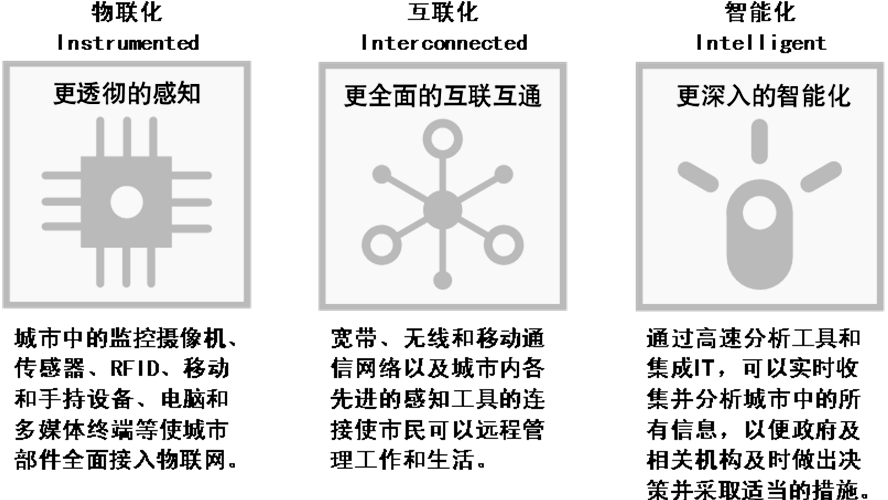 物联化
Instrumented
更透彻的感知
城市中的监控摄像机、
传感器、RFID、移动
和手持设备、电脑和
多媒体终端等使城市
部件全面接入物联网。
互联化
Interconnected
更全面的互联互通
宽带、无线和移动通
信网络以及城市内各
先进的感知工具的连
接使市民可以远程管
理工作和生活。
智能化
Intelligent
更深入的智能化
通过高速分析工具和
集成IT，可以实时收
集并分析城市中的所
有信息，以便政府及
相关机构及时做出决
策并采取适当的措施。